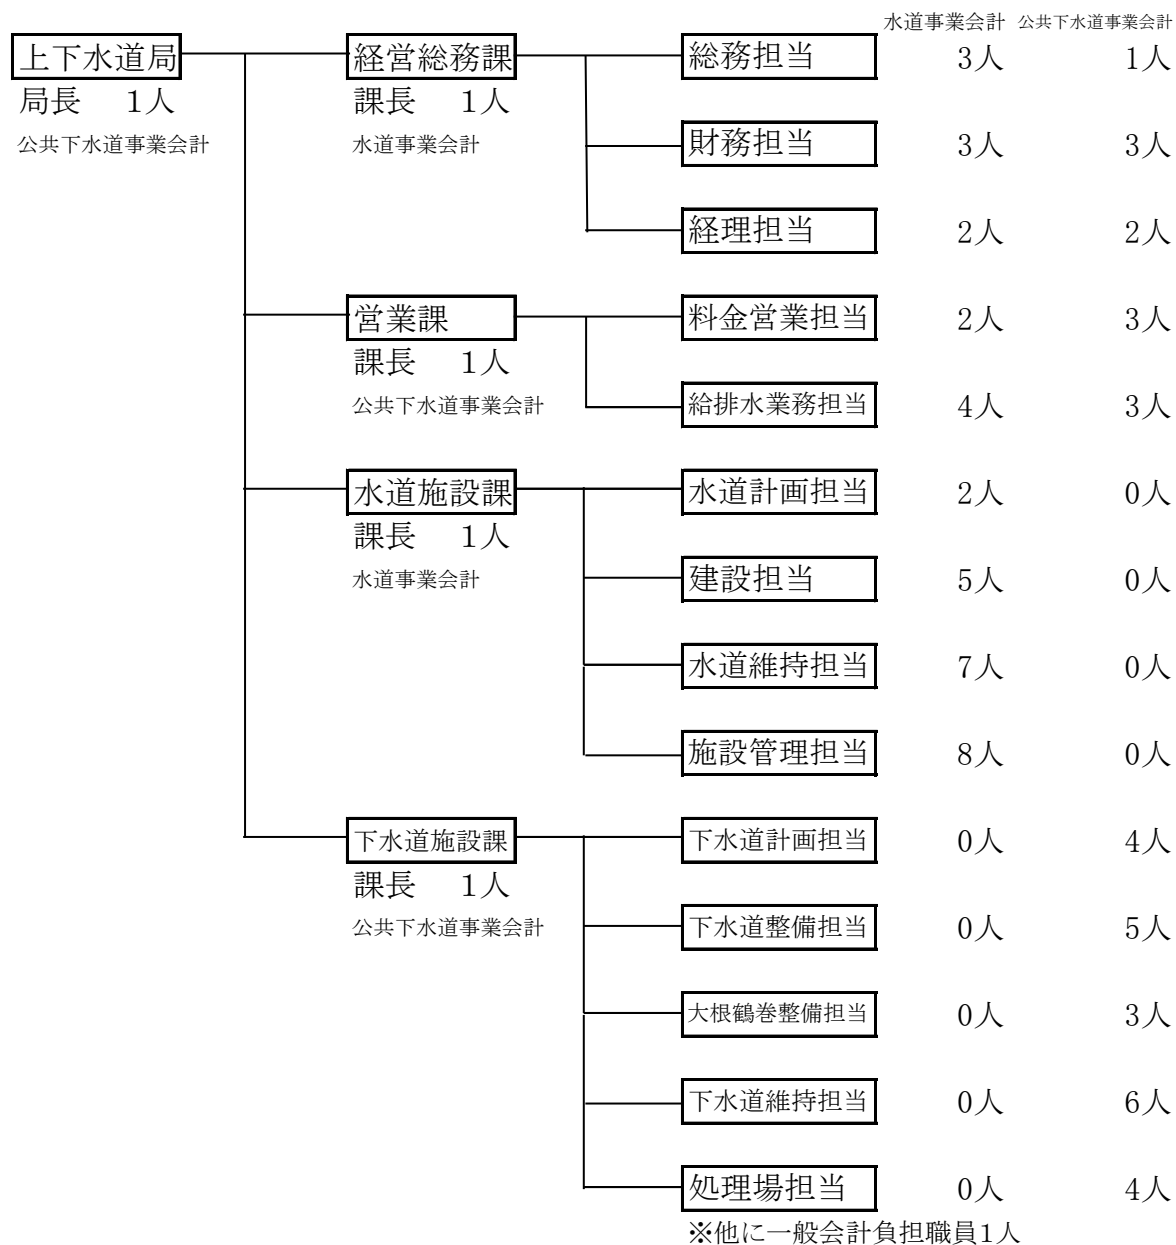 水道事業会計 公共下水道事業会計
上下水道局 経営総務課 総務担当 3人 1人
局長 1人 課長 1人
公共下水道事業会計 水道事業会計 財務担当 3人 3人
経理担当 2人 2人
営業課 料金営業担当 2人 3人
課長 1人
公共下水道事業会計 給排水業務担当 4人 3人
水道施設課 水道計画担当 2人 0人
課長 1人
水道事業会計 建設担当 5人 0人
水道維持担当 7人 0人
施設管理担当 8人 0人
下水道施設課 下水道計画担当 0人 4人
課長 1人
公共下水道事業会計 下水道整備担当 0人 5人
大根鶴巻整備担当 0人 3人
下水道維持担当 0人 6人
処理場担当 0人 4人
※他に一般会計負担職員1人